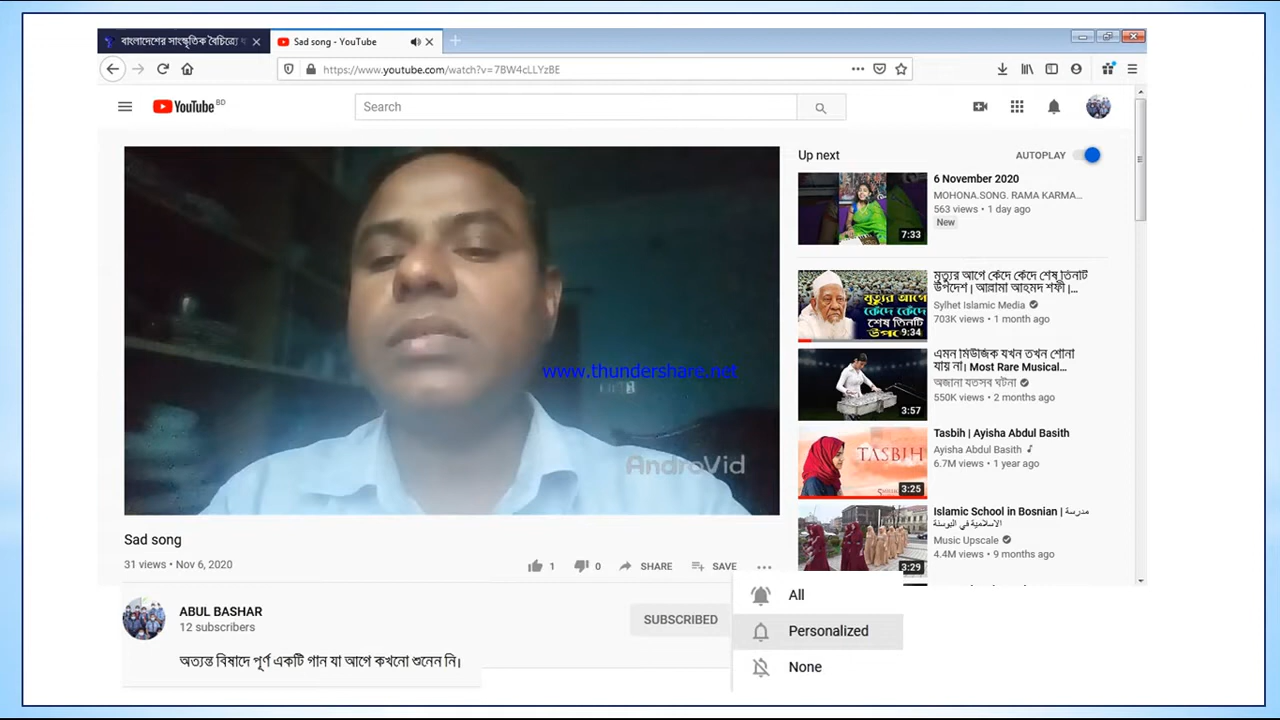 বাংলাদেশের সাংস্কৃতিক বৈচিত্র্যে
Sad song - YouTube
https://www.youtube.com/watch?v=7BW4cLLYzBE
YouTube BD
Search
www.thundershare.net
AndroVid
Sad song
31 views • Nov 6, 2020
1
0
SHARE
SAVE
ABUL BASHAR
12 subscribers
SUBSCRIBED
অত্যন্ত বিষাদে পূর্ণ একটি গান যা আগে কখনো শুনেন নি।
All
Personalized
None
Up next
AUTOPLAY
7:33
6 November 2020
MOHONA.SONG. RAMA KARMA...
563 views • 1 day ago
New
মৃত্যুর আগে
কেঁদে কেঁদে
শেষ তিনটি
9:34
মৃত্যুর আগে কেঁদে কেঁদে শেষ তিনটি
উপদেশ। আল্লামা আহমদ শফী।...
Sylhet Islamic Media
703K views • 1 month ago
3:57
এমন মিউজিক যখন তখন শোনা
যায় না। Most Rare Musical...
অজানা যতসব ঘটনা
550K views • 2 months ago
TASBIH
3:25
Tasbih | Ayisha Abdul Basith
Ayisha Abdul Basith
6.7M views • 1 year ago
3:29
Islamic School in Bosnian | مدرسة
الاسلامية في البوسنة
Music Upscale
4.4M views • 9 months ago